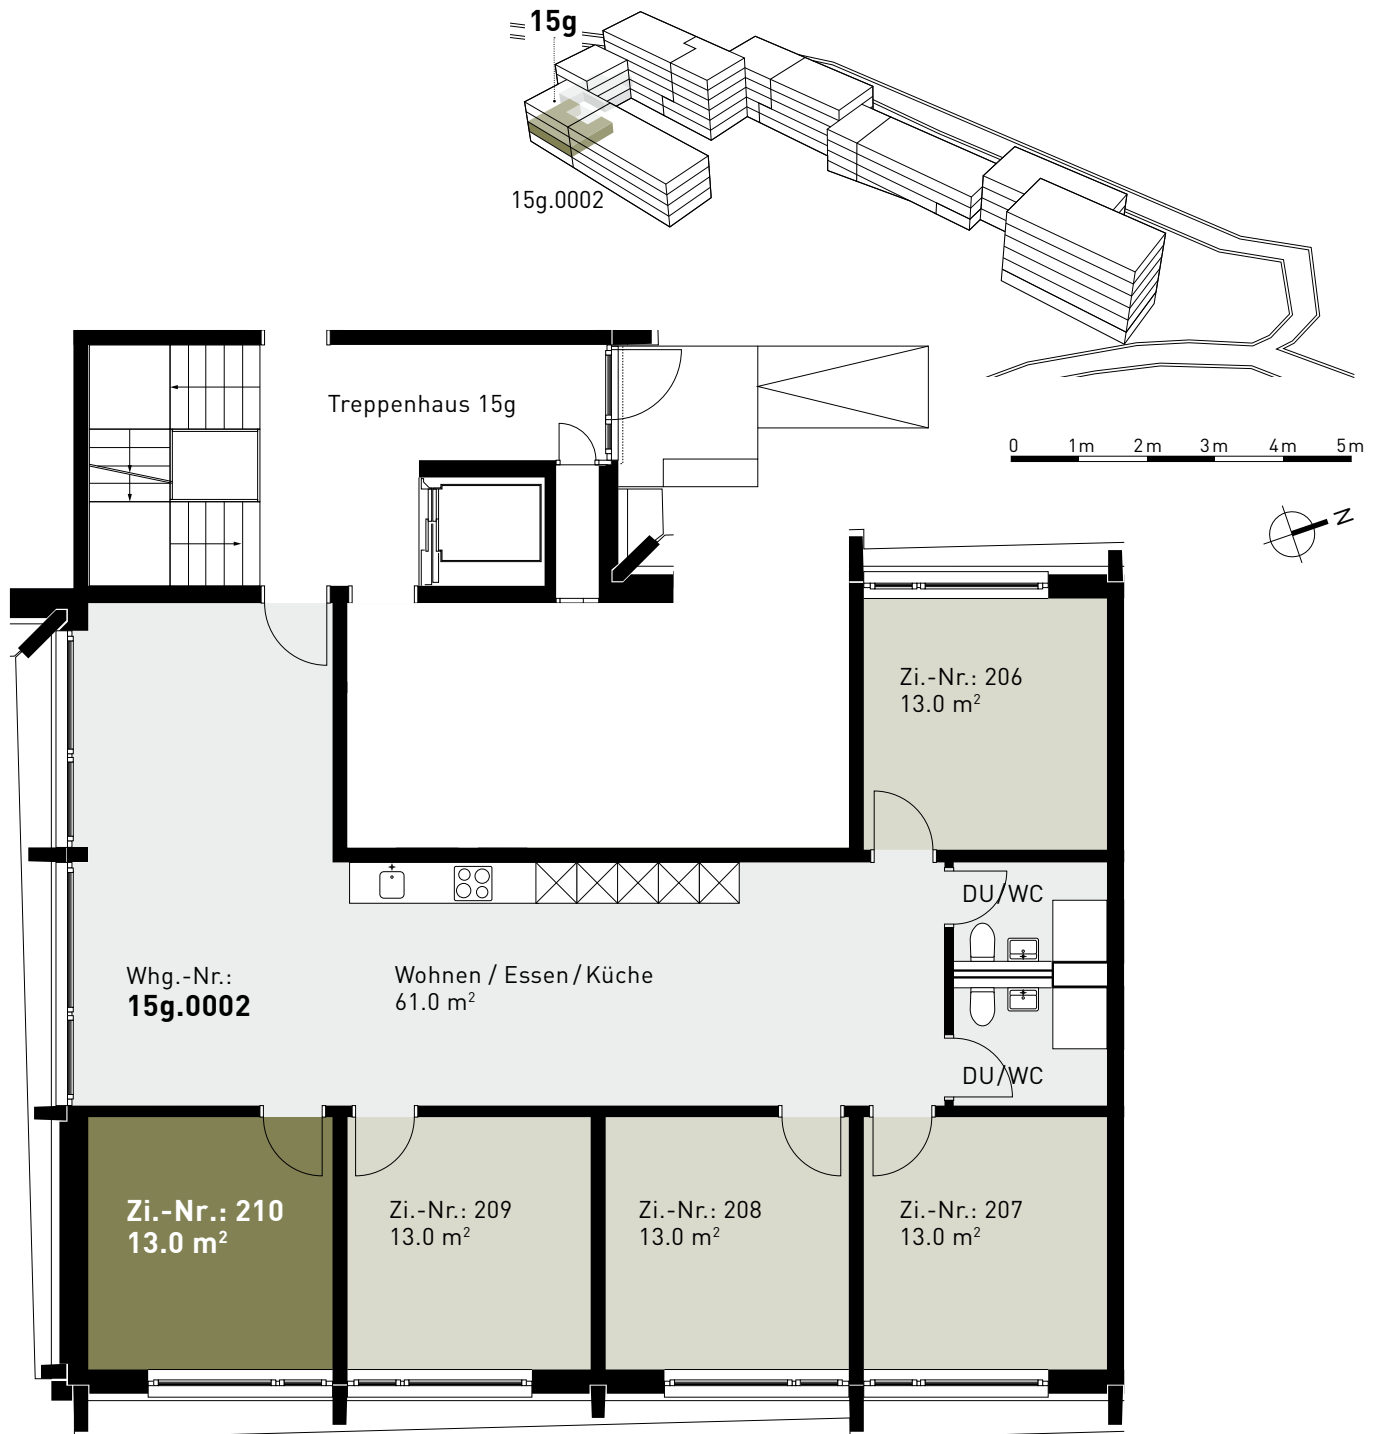 15g
15g.0002
Treppenhaus 15g
0 1m 2m 3m 4m 5m
N
Zi.-Nr.: 206
13.0 m²
DU/WC
Whg.-Nr.:
15g.0002
Wohnen / Essen / Küche
61.0 m²
DU/WC
Zi.-Nr.: 210
13.0 m²
Zi.-Nr.: 209
13.0 m²
Zi.-Nr.: 208
13.0 m²
Zi.-Nr.: 207
13.0 m²